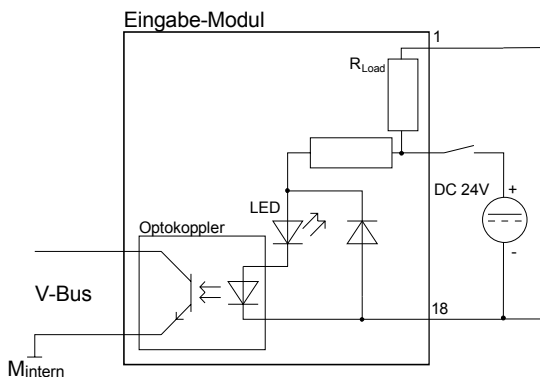 Eingabe-Modul
1
RLoad
DC 24V
+
LED
Optokoppler
-
V-Bus
18
Mintern